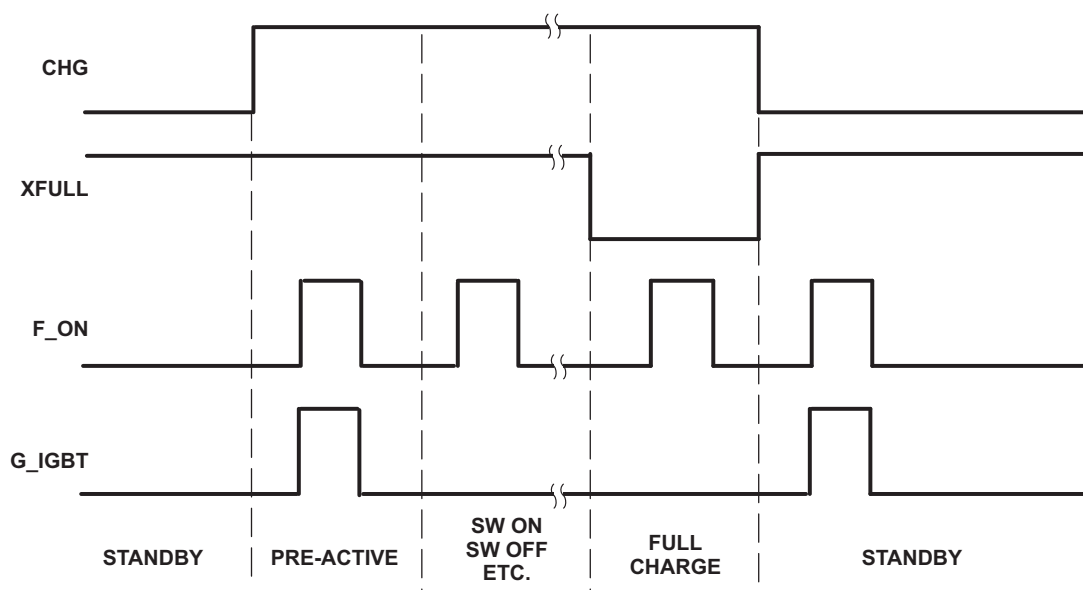 CHG
XFULL
F_ON
G_IGBT
STANDBY
PRE-ACTIVE
SW ON
SW OFF
ETC.
FULL
CHARGE
STANDBY